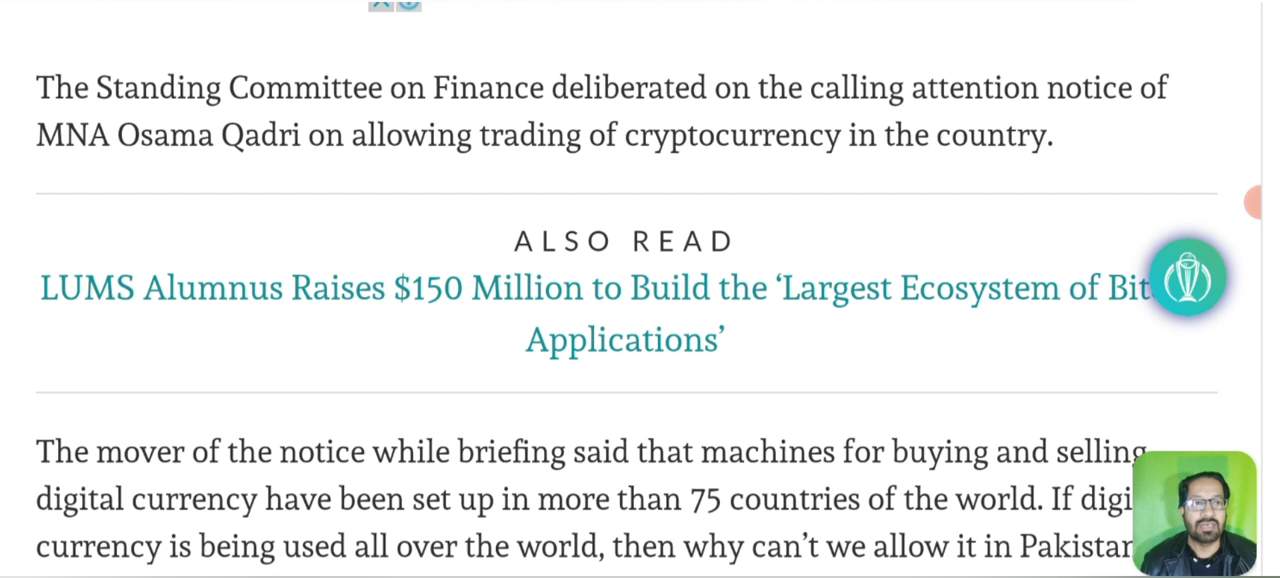 The Standing Committee on Finance deliberated on the calling attention notice of
MNA Osama Qadri on allowing trading of cryptocurrency in the country.
ALSO READ
LUMS Alumnus Raises $150 Million to Build the ‘Largest Ecosystem of Bit
Applications’
The mover of the notice while briefing said that machines for buying and selling
digital currency have been set up in more than 75 countries of the world. If digi
currency is being used all over the world, then why can’t we allow it in Pakistan